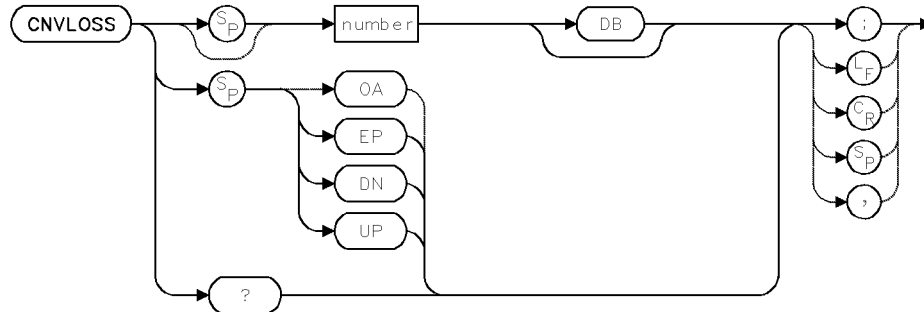 CNVLOSS SP number DB ;
LF
SP OA CR
EP SP
DN ,
UP
?